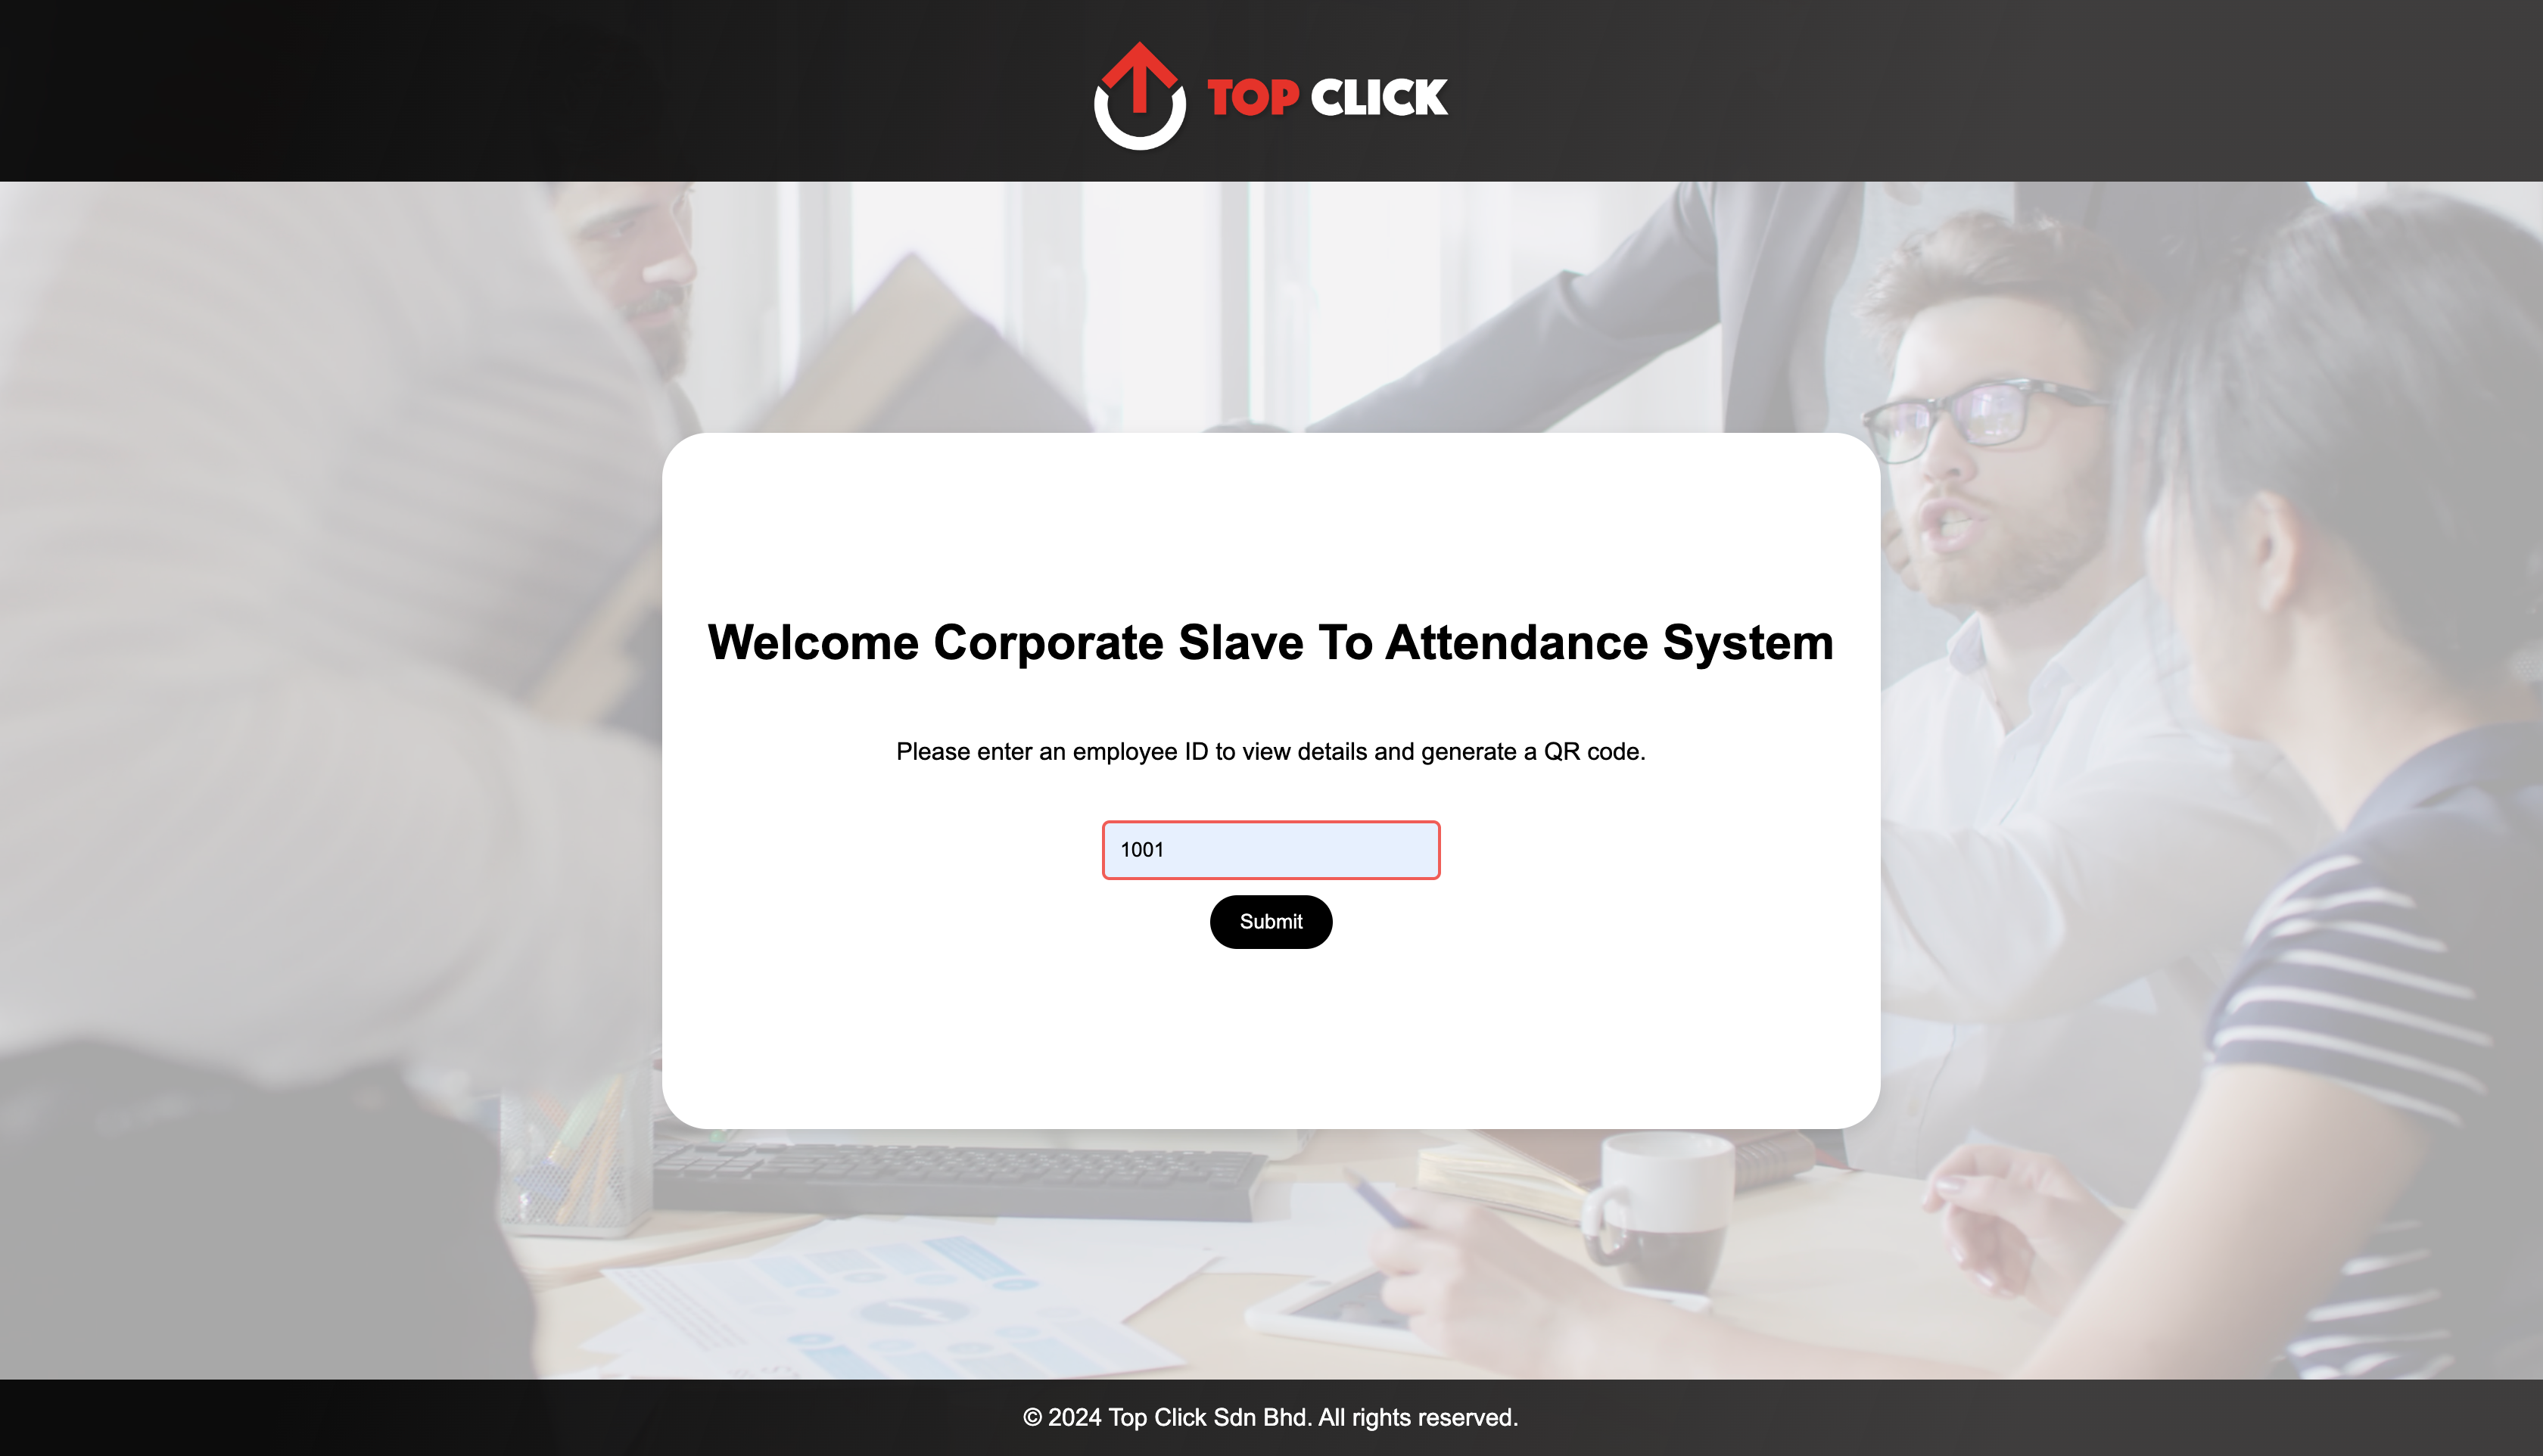 TOP CLICK
Welcome Corporate Slave To Attendance System
Please enter an employee ID to view details and generate a QR code.
1001
Submit
© 2024 Top Click Sdn Bhd. All rights reserved.